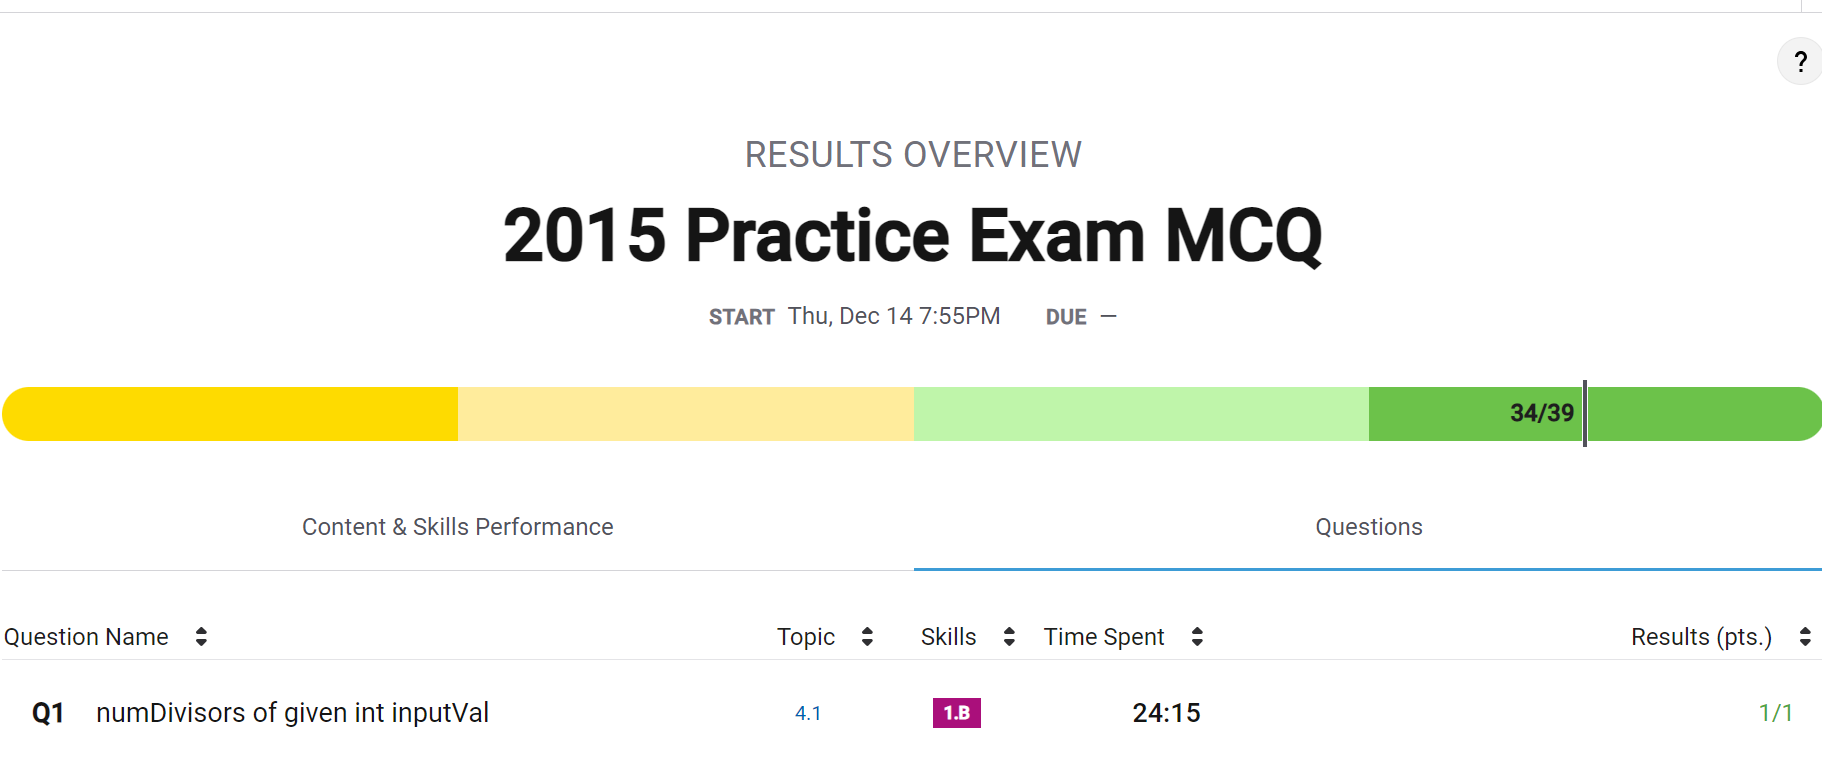 ?
RESULTS OVERVIEW
2015 Practice Exam MCQ
START Thu, Dec 14 7:55PM DUE —
34/39
Content & Skills Performance Questions
Question Name Topic Skills Time Spent Results (pts.)
Q1 numDivisors of given int inputVal 4.1 1.B 24:15 1/1